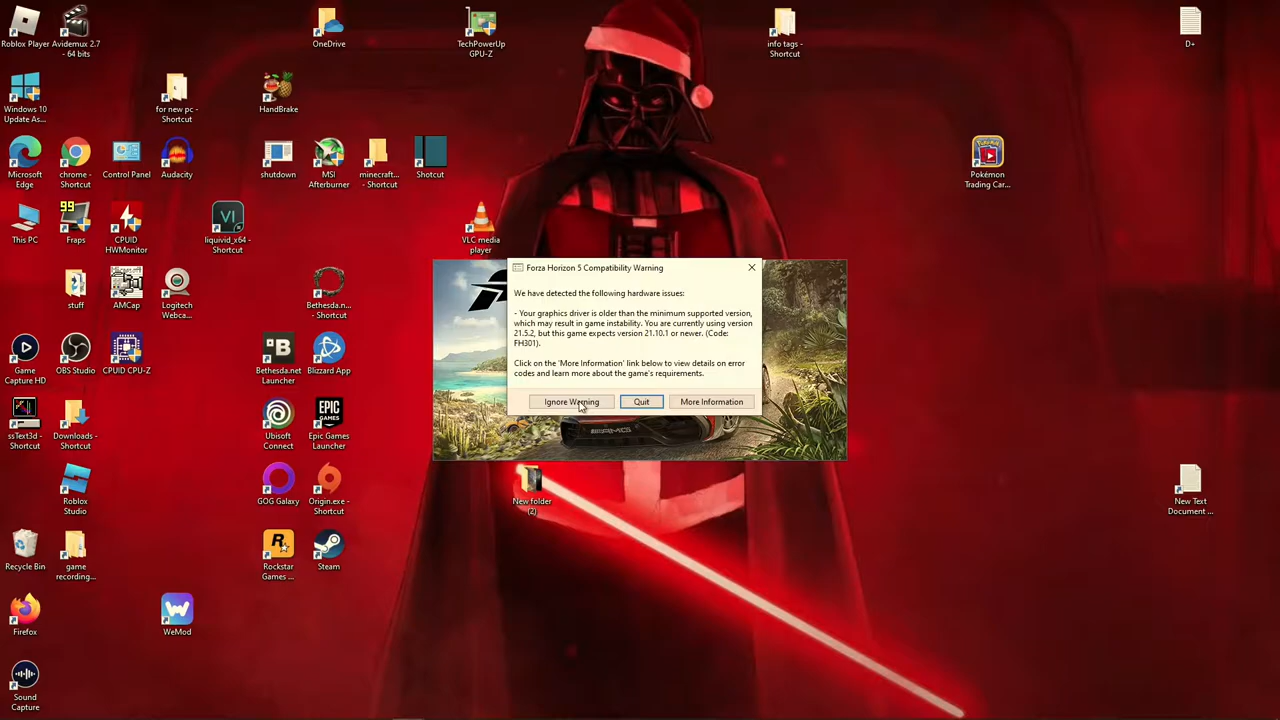 Roblox Player
Avidemux 2.7
- 64 bits
OneDrive
TechPowerUp
GPU-Z
info tags -
Shortcut
D+
Windows 10
Update As...
for new pc -
Shortcut
HandBrake
Microsoft
Edge
chrome -
Shortcut
Control Panel
Audacity
shutdown
MSI
Afterburner
minecraft...
- Shortcut
Shotcut
Pokémon
Trading Car...
This PC
99
Fraps
CPUID
HWMonitor
VI
liquivid_x64 -
Shortcut
VLC media
player
Forza Horizon 5 Compatibility Warning
We have detected the following hardware issues:
- Your graphics driver is older than the minimum supported version,
which may result in game instability. You are currently using version
21.5.2, but this game expects version 21.10.1 or newer. (Code:
FH301).
Click on the 'More Information' link below to view details on error
codes and learn more about the game's requirements.
Ignore Warning
Quit
More Information
stuff
AMCap
Logitech
Webca...
Bethesda.n...
- Shortcut
Game
Capture HD
OBS Studio
CPUID CPU-Z
Bethesda.net
Launcher
Blizzard App
ssText3d -
Shortcut
Downloads -
Shortcut
Ubisoft
Connect
EPIC
GAMES
Epic Games
Launcher
AMG
Roblox
Studio
GOG Galaxy
Origin.exe -
Shortcut
New folder
(2)
New Text
Document ...
Recycle Bin
game
recording...
Rockstar
Games ...
Steam
Firefox
WeMod
Sound
Capture